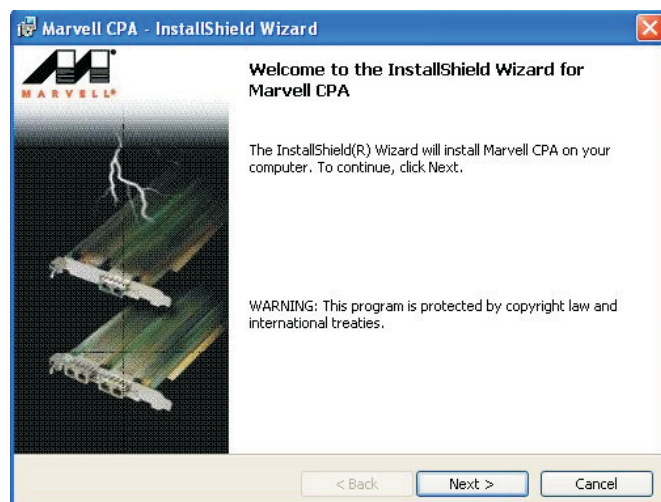 Marvell CPA - InstallShield Wizard
MARVELL®
Welcome to the InstallShield Wizard for
Marvell CPA
The InstallShield(R) Wizard will install Marvell CPA on your
computer. To continue, click Next.
WARNING: This program is protected by copyright law and
international treaties.
< Back
Next >
Cancel